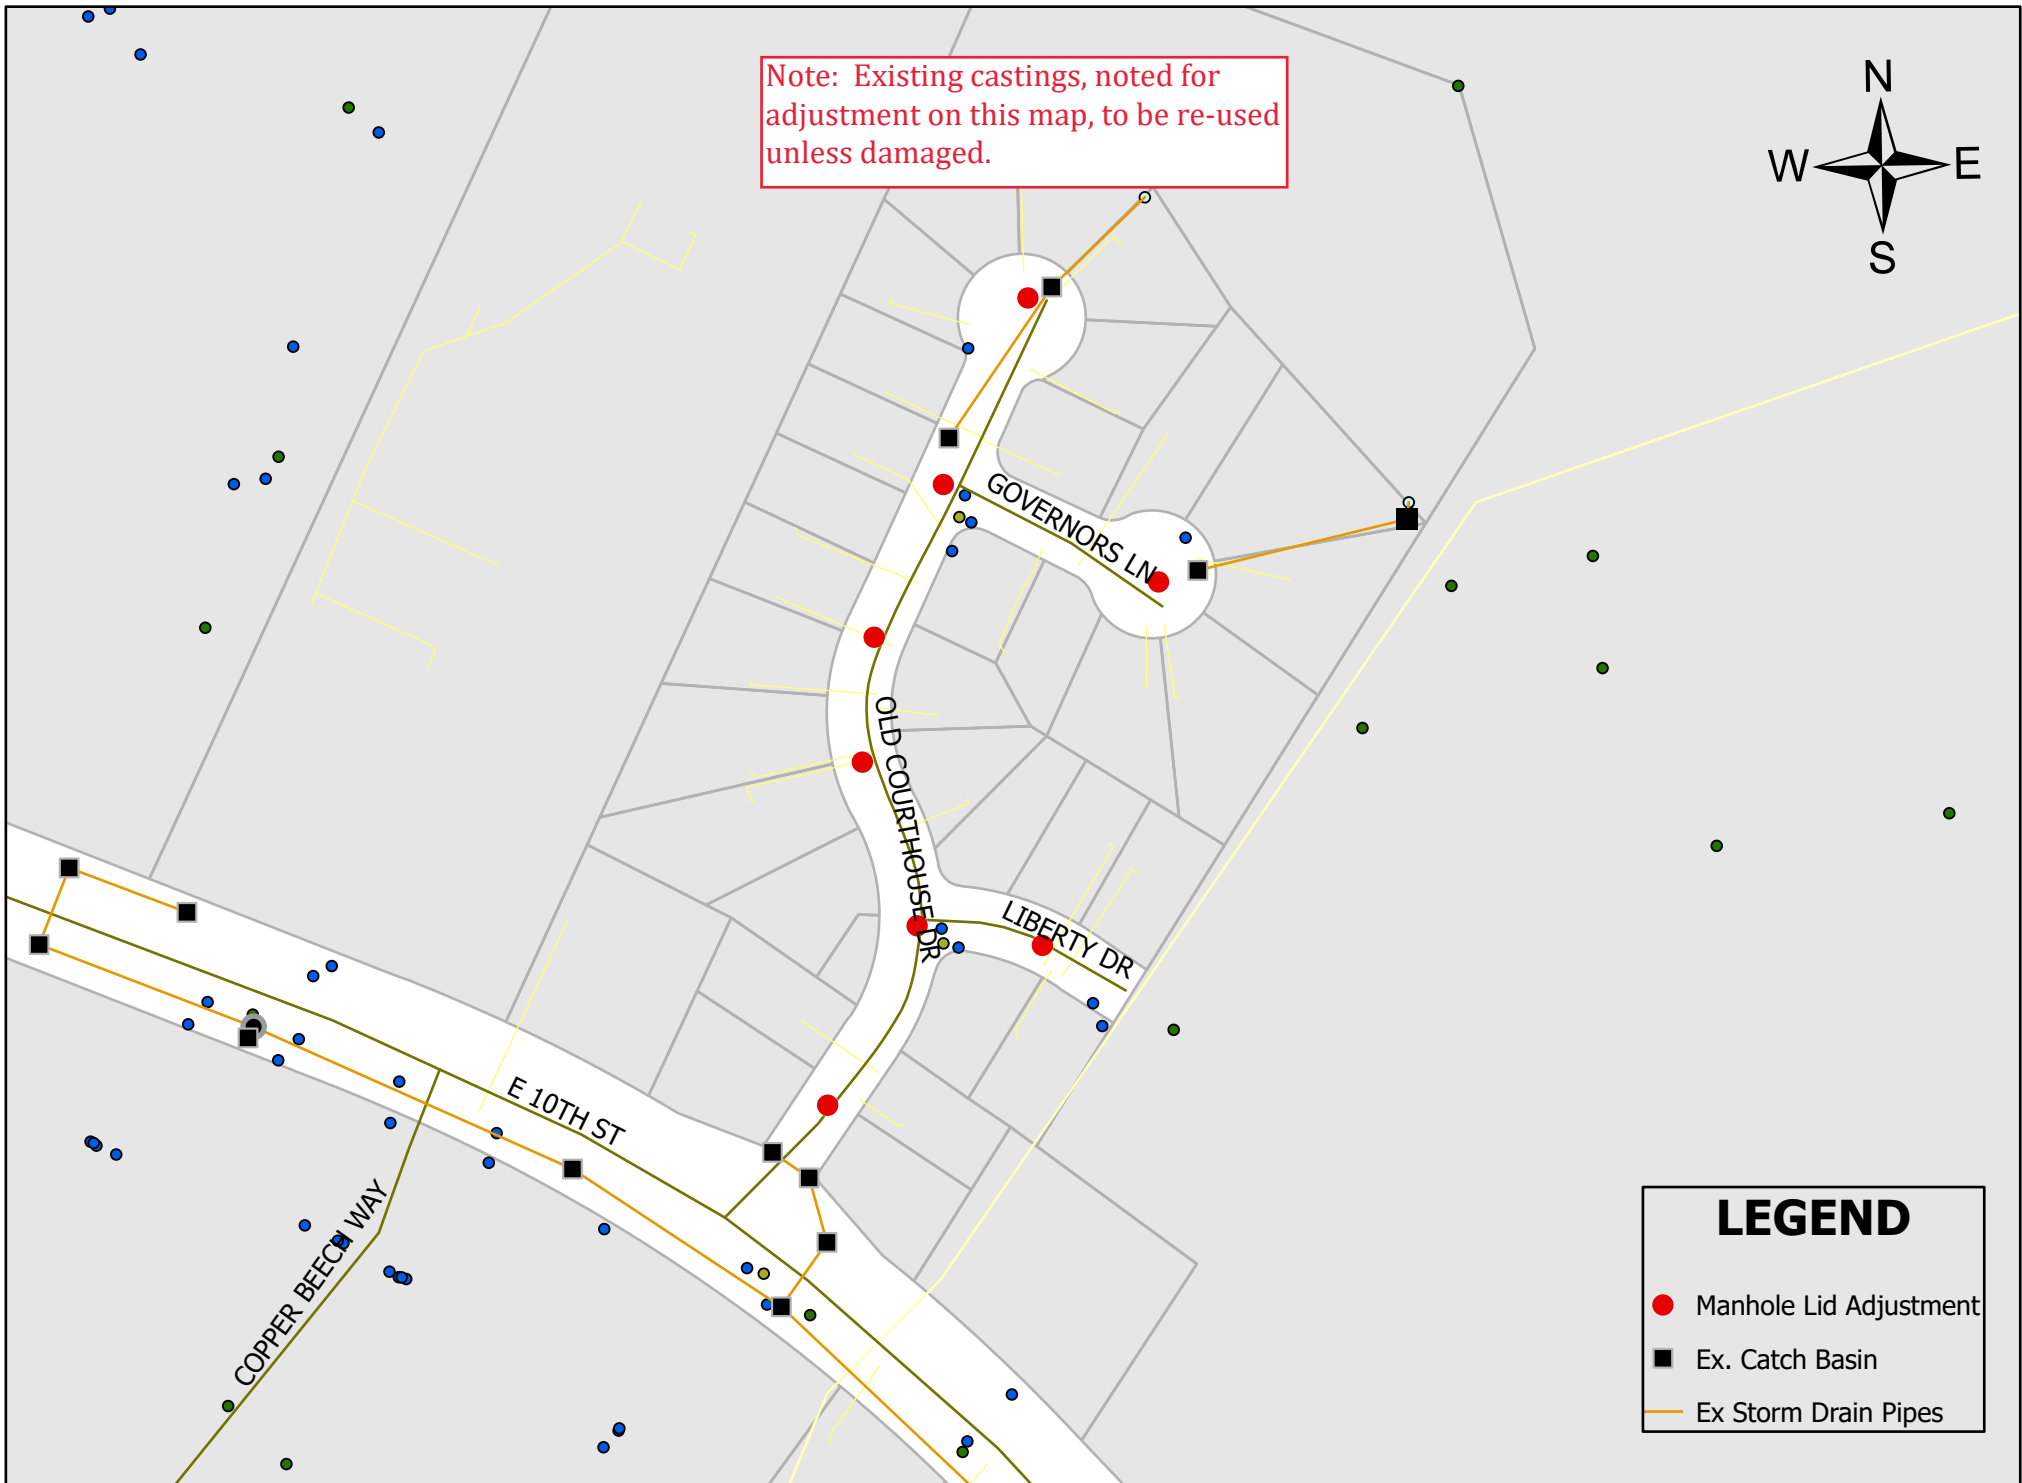 Note:  Existing castings, noted for
adjustment on this map, to be re-used
unless damaged.
N
W
E
S
GOVERNORS LN
OLD COURTHOUSE DR
LIBERTY DR
E 10TH ST
COPPER BEECH WAY
LEGEND
Manhole Lid Adjustment
Ex. Catch Basin
Ex Storm Drain Pipes